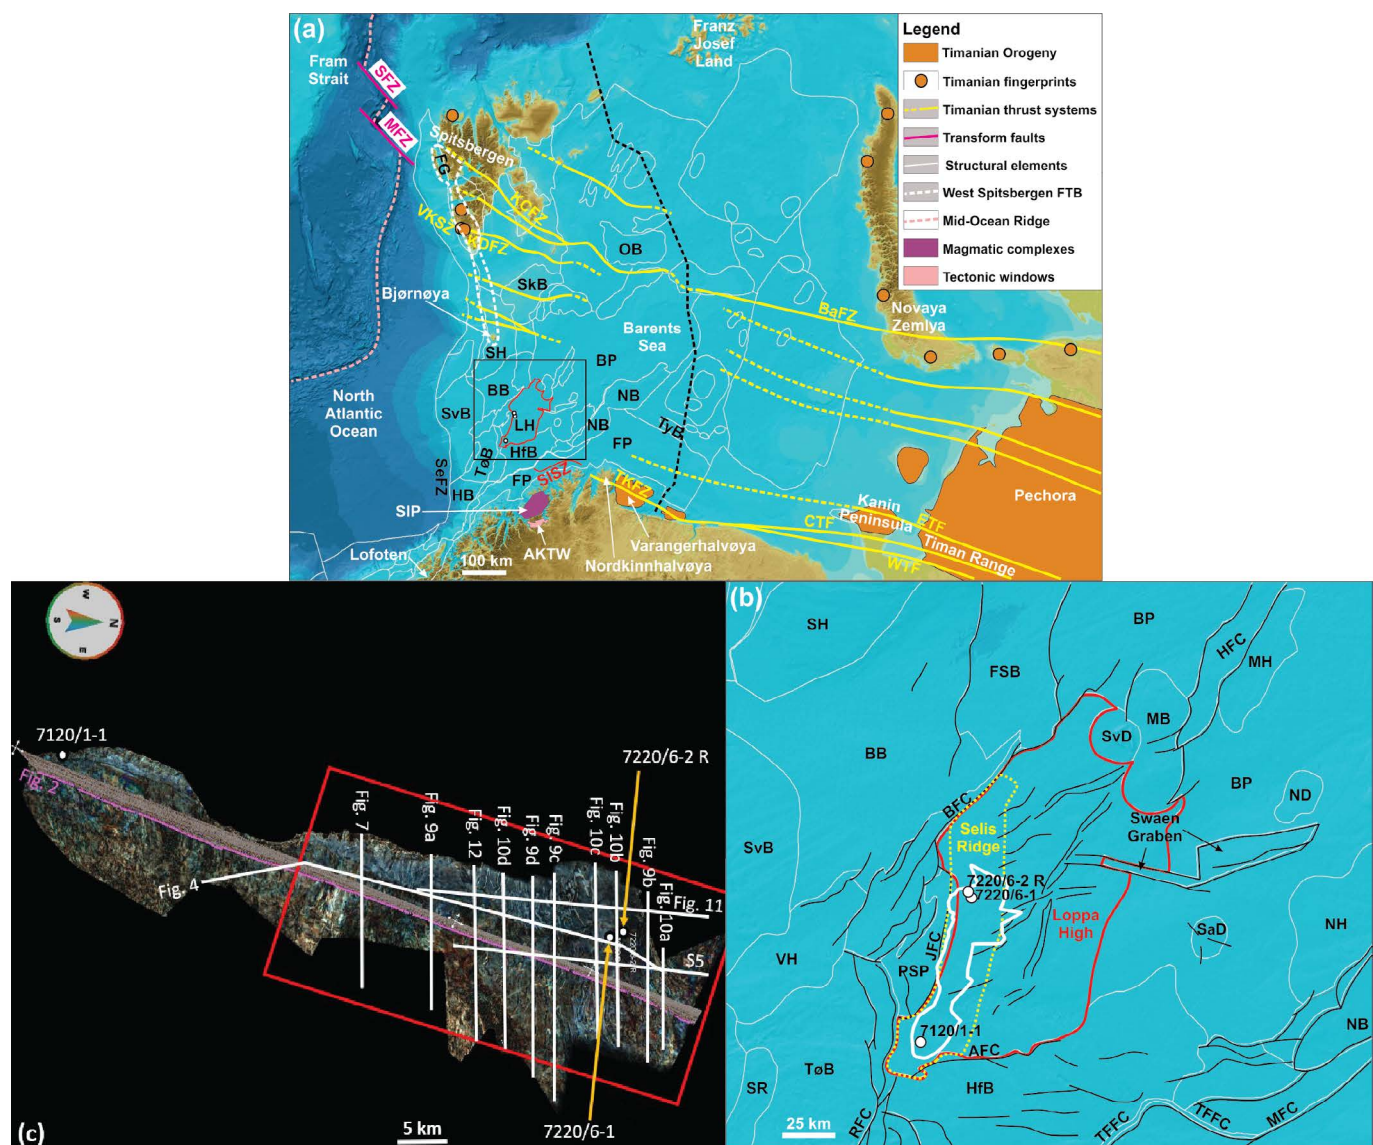 (a)
Fram
Strait
SFZ
MFZ
Franz
Josef
Land
Legend
Timanian Orogeny
Timanian fingerprints
Timanian thrust systems
Transform faults
Structural elements
West Spitsbergen FTB
Mid-Ocean Ridge
Magmatic complexes
Tectonic windows
Spitsbergen
FG
KCFZ
VKSZ
KDFZ
OB
SkB
Bjørnøya
BaFZ
Novaya
Zemlya
Barents
Sea
SH
BP
BB
NB
North
Atlantic
Ocean
SvB
LH
NB
TyB
FP
HfB
TøB
SeFZ
SISZ
FP
HB
TKFZ
Pechora
SIP
Kanin
Peninsula
ETF
CTF
Timan Range
WTF
AKTW
Varangerhalvøya
Nordkinnhalvøya
Lofoten
100 km
W
S
N
E
7120/1-1
7220/6-2 R
Fig. 2
Fig. 7
Fig. 9a
Fig. 12
Fig. 10d
Fig. 9d
Fig. 9c
Fig. 10c
Fig. 10b
Fig. 9b
Fig. 10a
Fig. 4
Fig. 11
S5
7220/6-1
5 km
(c)
(b)
SH
BP
HFC
MH
FSB
MB
SvD
BB
BP
ND
BFC
Swaen
Graben
Selis
Ridge
SvB
7220/6-2 R
7220/6-1
Loppa
High
SaD
NH
JFC
VH
PSP
7120/1-1
AFC
NB
TøB
SR
HfB
RFC
TFFC
TFFC
MFC
25 km